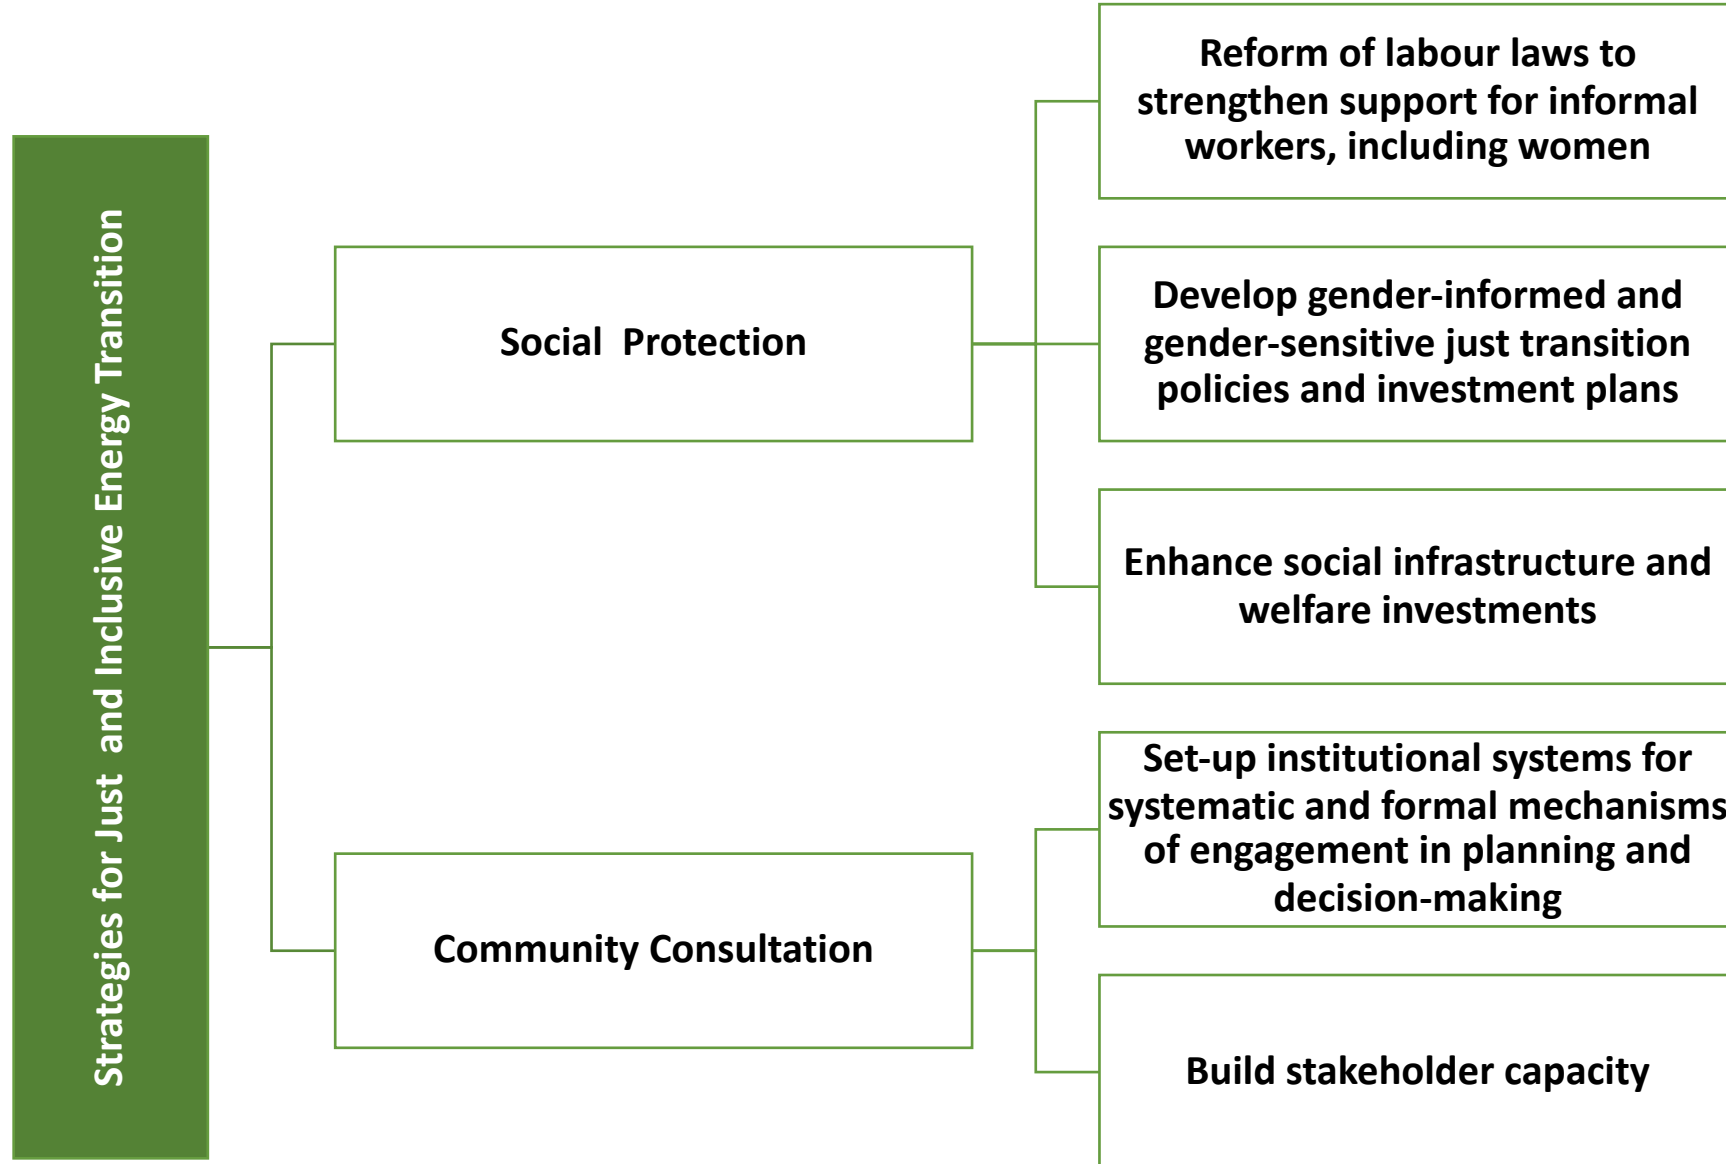 Strategies for Just  and Inclusive Energy Transition
Social  Protection
Reform of labour laws to
strengthen support for informal
workers, including women
Develop gender-informed and
gender-sensitive just transition
policies and investment plans
Enhance social infrastructure and
welfare investments
Community Consultation
Set-up institutional systems for
systematic and formal mechanisms
of engagement in planning and
decision-making
Build stakeholder capacity